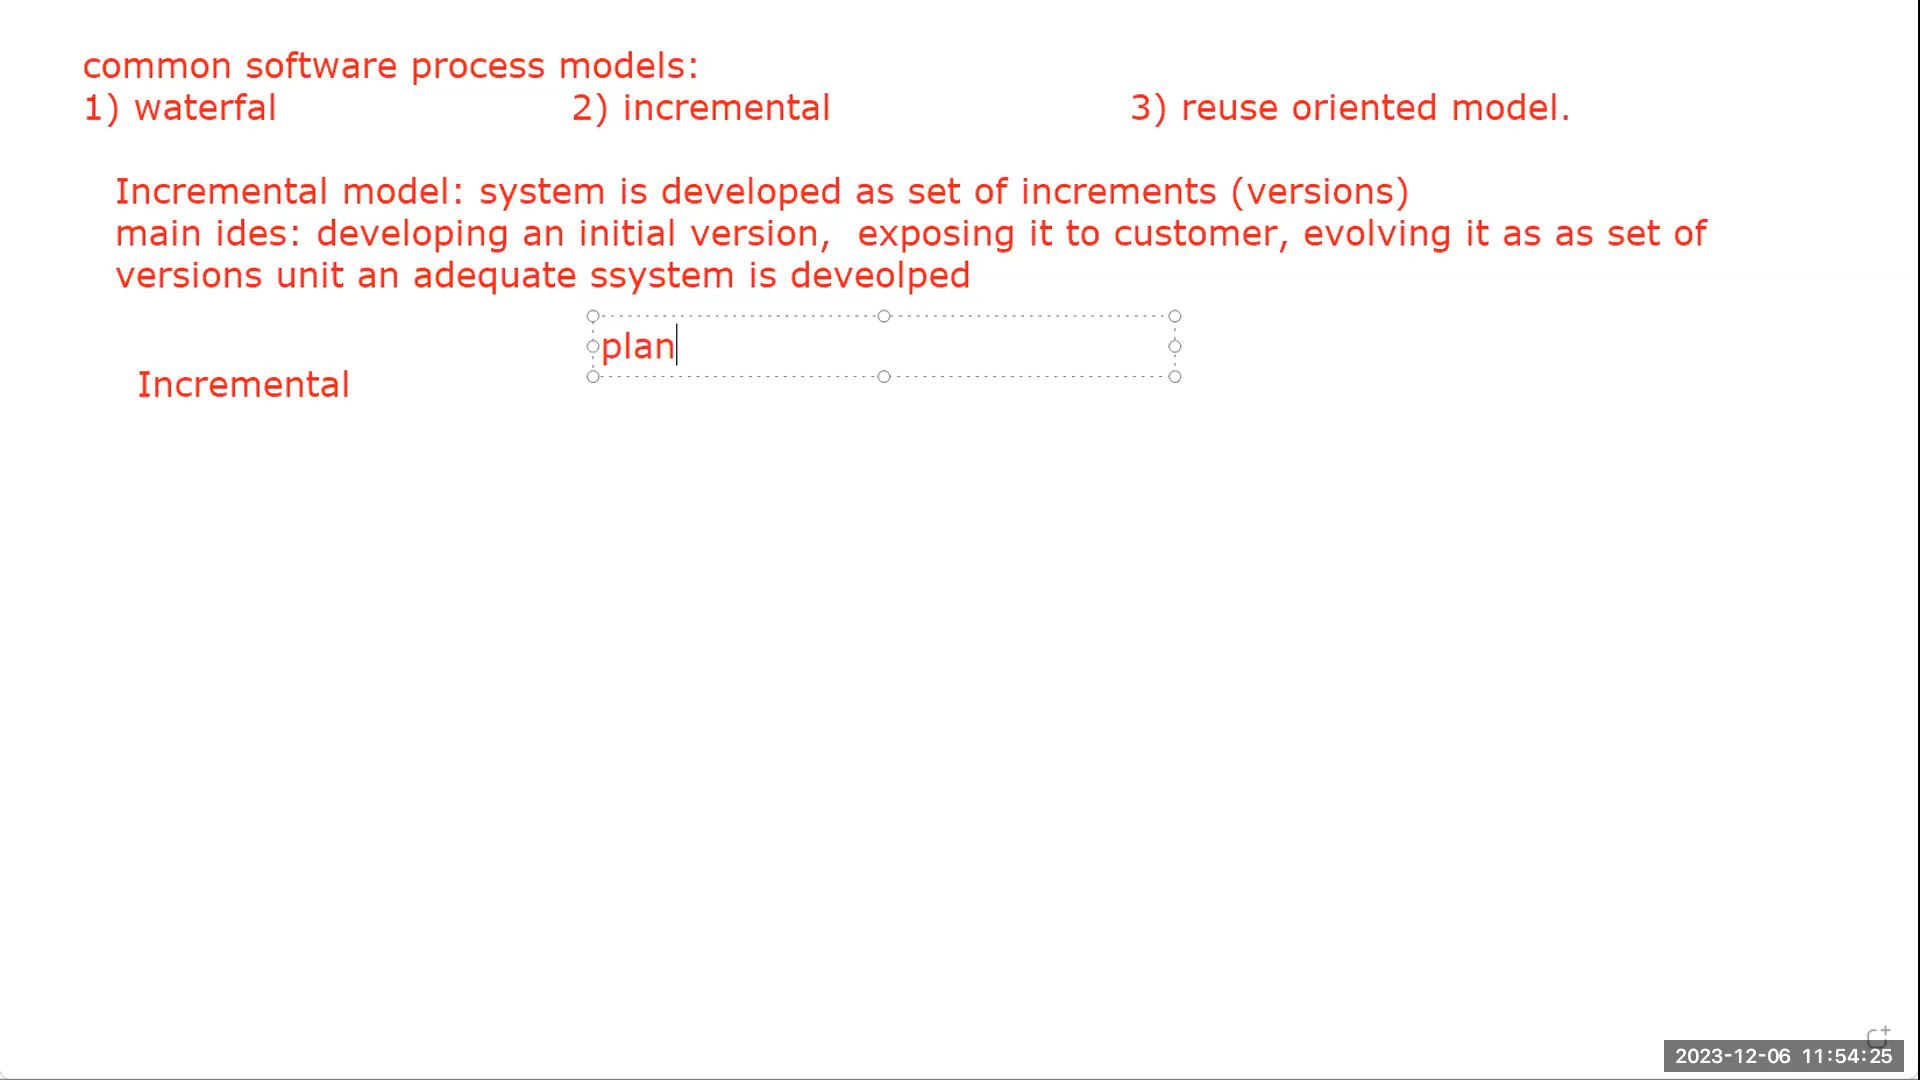 common software process models:
1) waterfal 2) incremental 3) reuse oriented model.
Incremental model: system is developed as set of increments (versions)
main ides: developing an initial version,  exposing it to customer, evolving it as as set of
versions unit an adequate ssystem is deveolped
plan
Incremental
2023-12-06 11:54:25